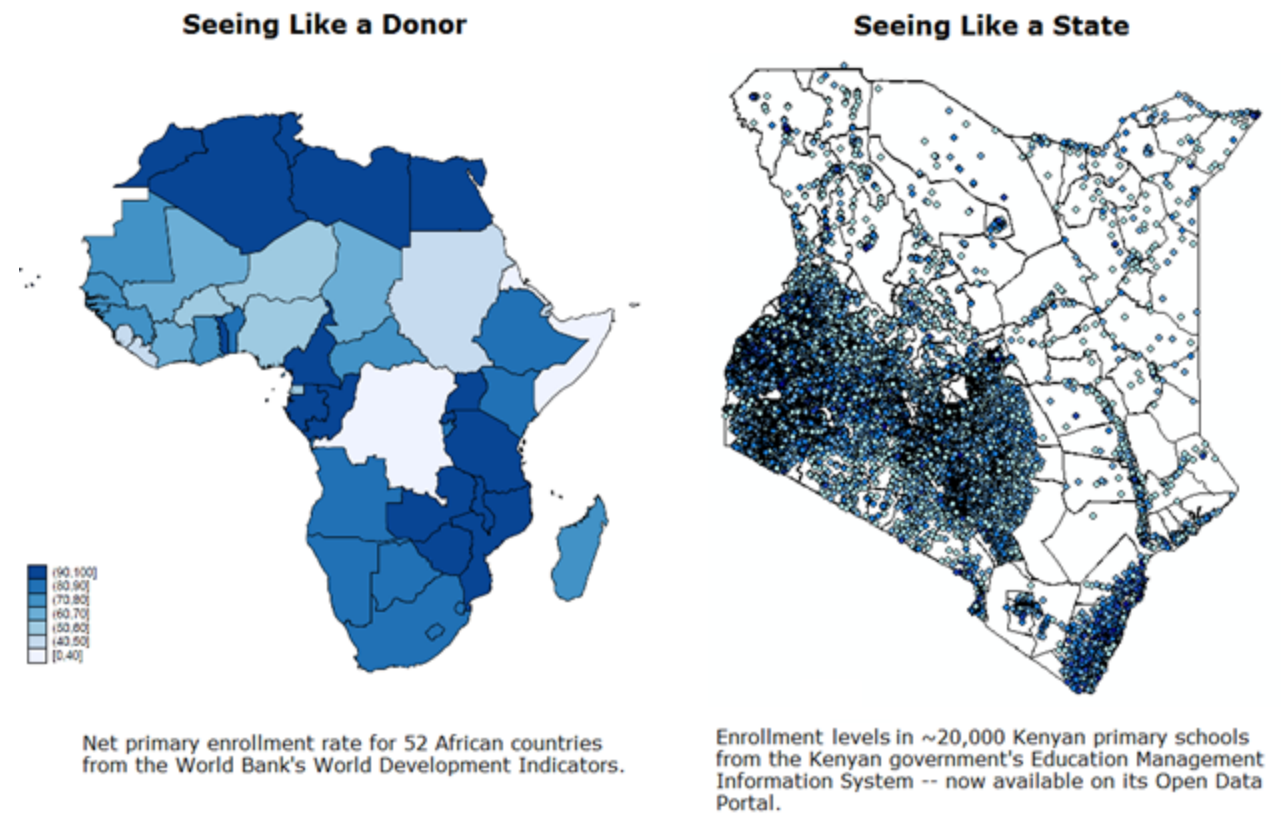 Seeing Like a Donor
Seeing Like a State
(90,100]
(80,90]
(70,80]
(60,70]
(50,60]
(40,50]
[0,40]
Net primary enrollment rate for 52 African countries
from the World Bank's World Development Indicators.
Enrollment levels in ~20,000 Kenyan primary schools
from the Kenyan government's Education Management
Information System -- now available on its Open Data
Portal.